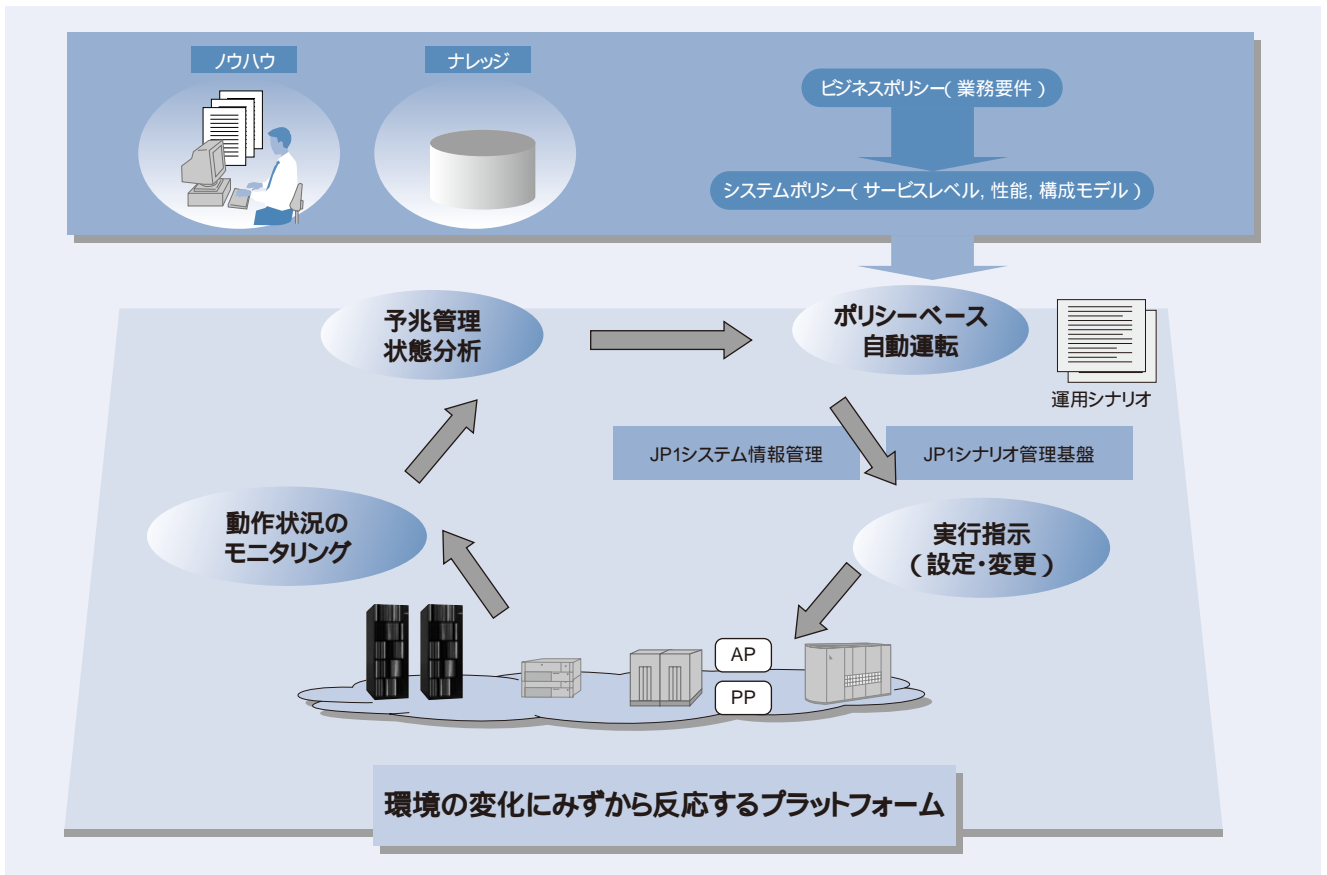 ノウハウ
ナレッジ
ビジネスポリシー(業務要件)
システムポリシー(サービスレベル, 性能, 構成モデル)
予兆管理
状態分析
ポリシーベース
自動運転
運用シナリオ
JP1システム情報管理
JP1シナリオ管理基盤
動作状況の
モニタリング
実行指示
(設定・変更)
AP
PP
環境の変化にみずから反応するプラットフォーム